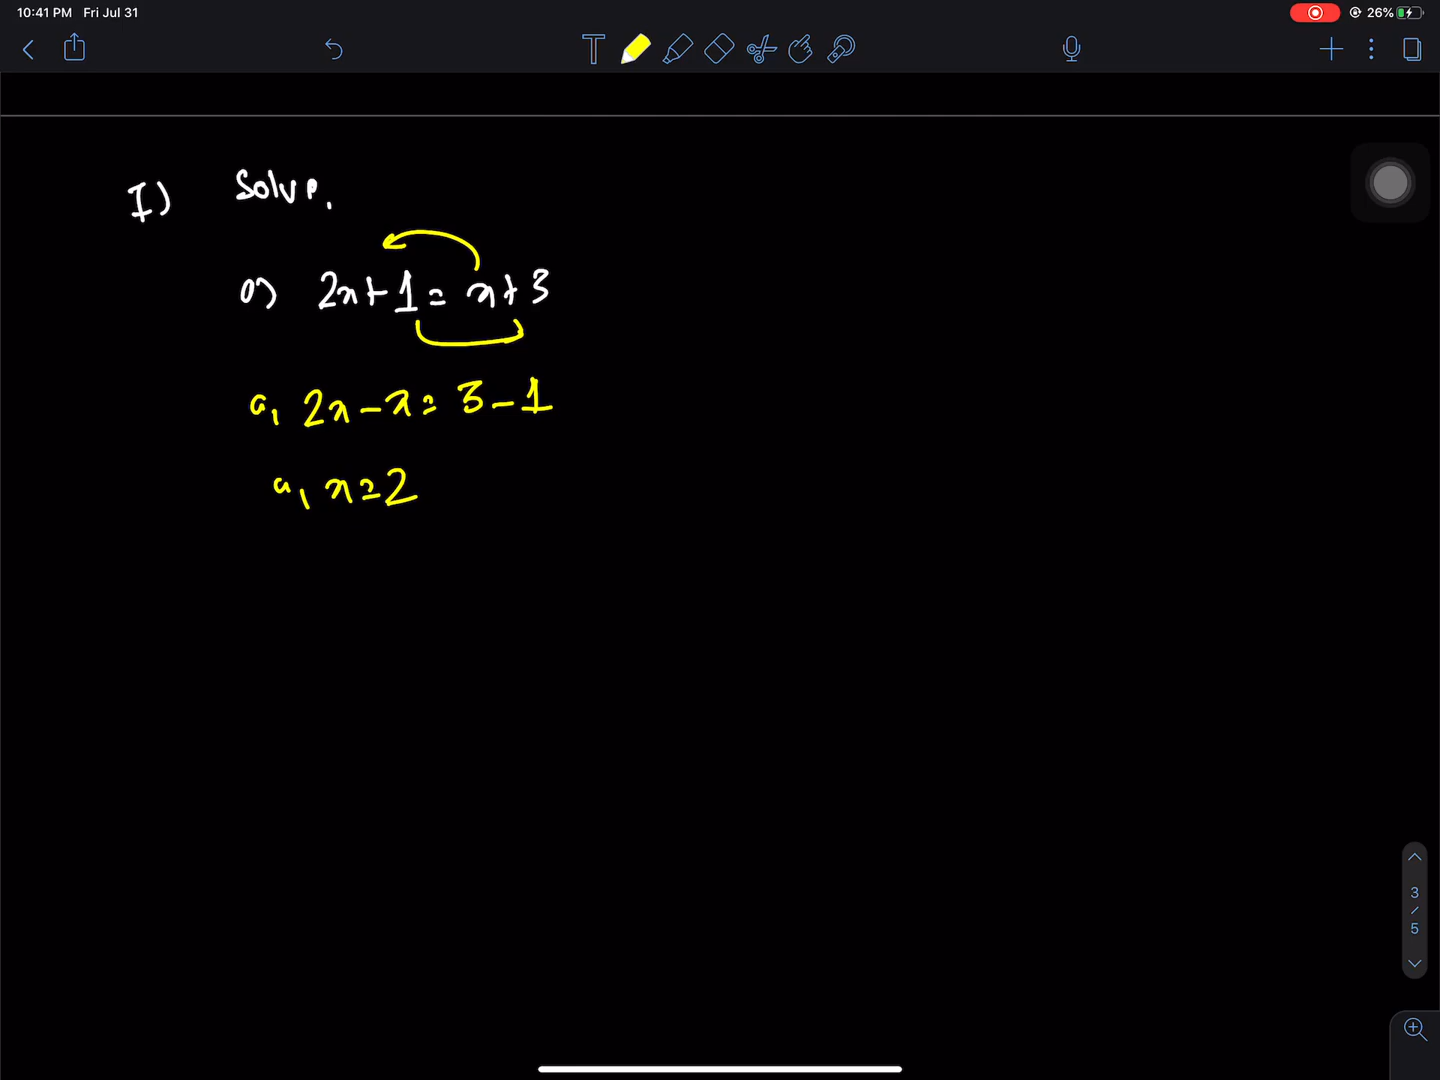 10:41 PM Fri Jul 31
26%
I) Solve,
a) 2x+1=x+3
a, 2x-x=3-1
a, x=2
3
/
5